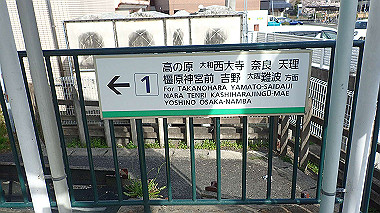 ← 1
高の原 大和西大寺 奈良 天理
橿原神宮前 吉野 大阪難波 方面
For TAKANOHARA YAMATO-SAIDAIJI
NARA TENRI KASHIHARAJINGŪ-MAE
YOSHINO OSAKA-NAMBA